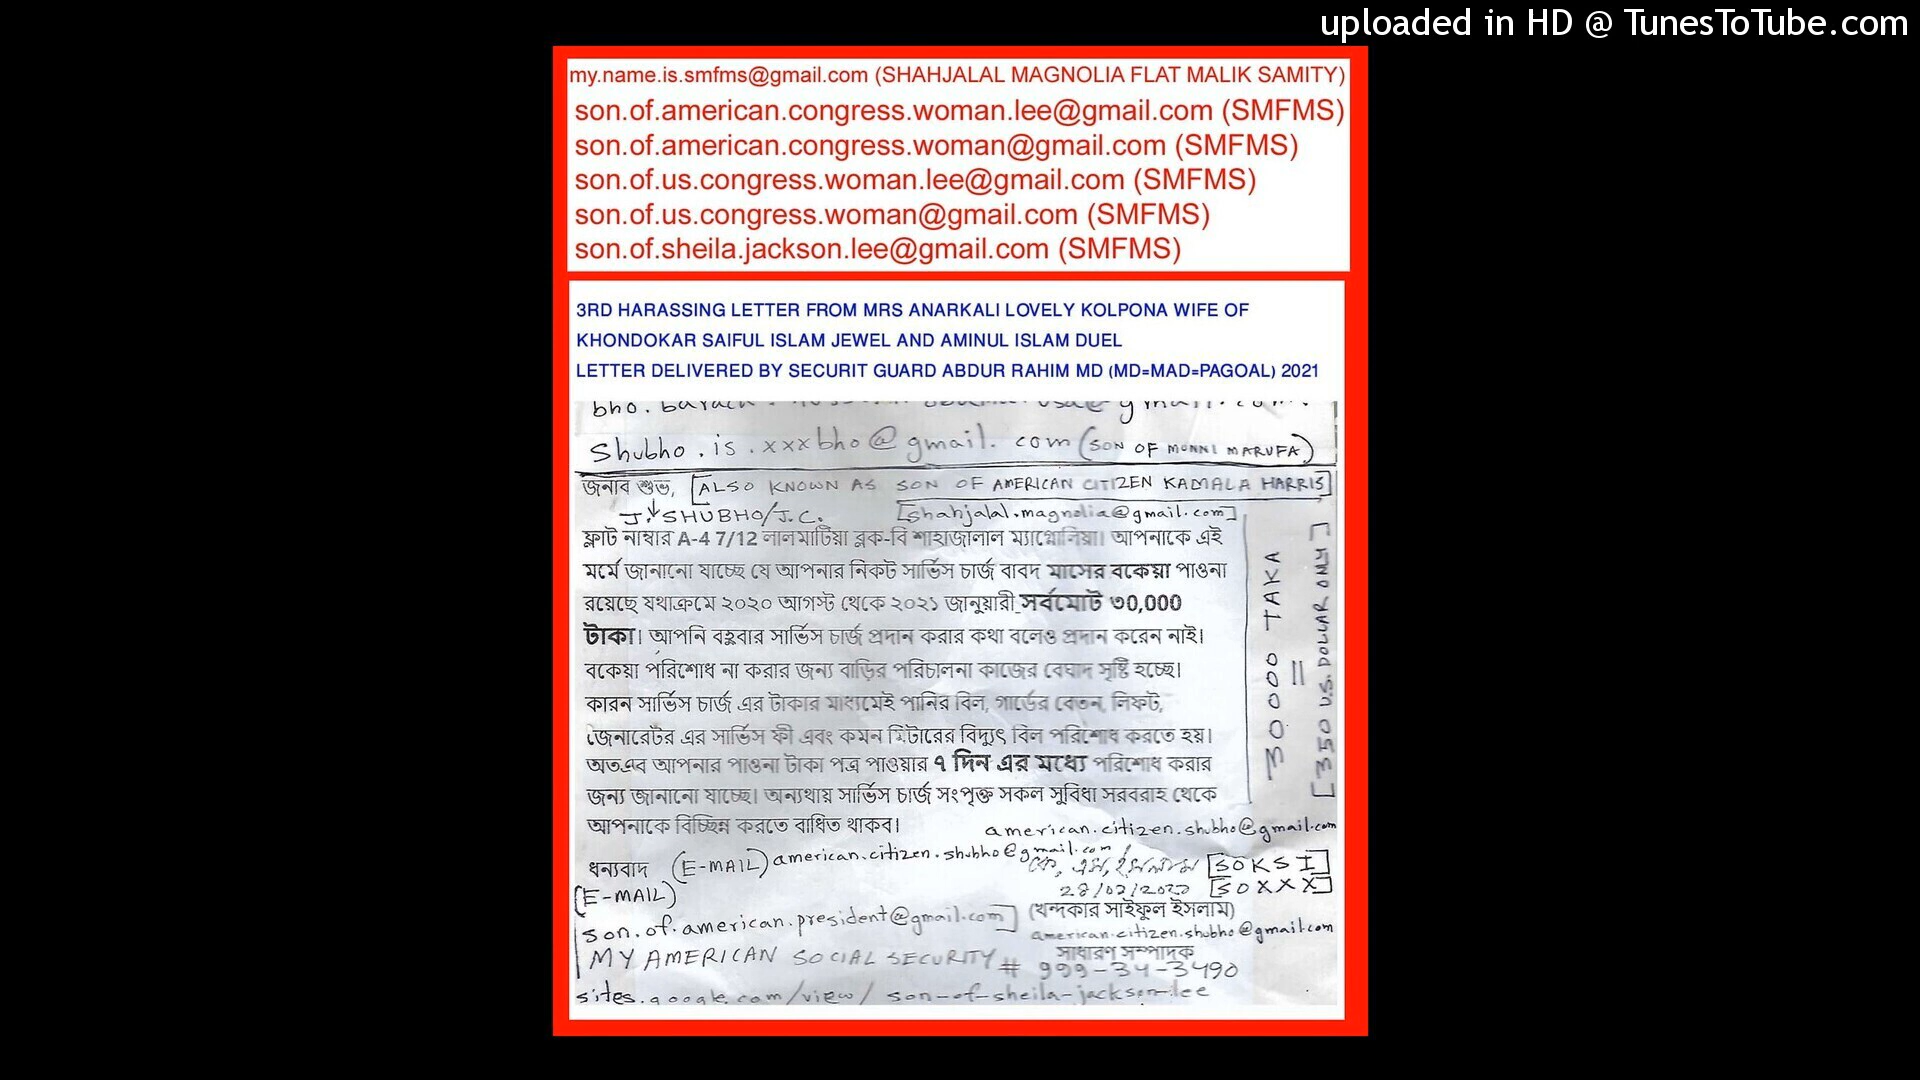 uploaded in HD @ TunesToTube.com
my.name.is.smfms@gmail.com (SHAHJALAL MAGNOLIA FLAT MALIK SAMITY)
son.of.american.congress.woman.lee@gmail.com (SMFMS)
son.of.american.congress.woman@gmail.com (SMFMS)
son.of.us.congress.woman.lee@gmail.com (SMFMS)
son.of.us.congress.woman@gmail.com (SMFMS)
son.of.sheila.jackson.lee@gmail.com (SMFMS)
3RD HARASSING LETTER FROM MRS ANARKALI LOVELY KOLPONA WIFE OF
KHONDOKAR SAIFUL ISLAM JEWEL AND AMINUL ISLAM DUEL
LETTER DELIVERED BY SECURIT GUARD ABDUR RAHIM MD (MD=MAD=PAGOAL) 2021
Shubho.is.xxxbho@gmail.com (SON OF MONNI MARUFA)
জনাব শুভ, [ALSO KNOWN AS SON OF AMERICAN CITIZEN KAMALA HARRIS]
J. SHUBHO/J.C. [shahjalal.magnolia@gmail.com]
ফ্লাট নাম্বার A-4 7/12 লালমাটিয়া ব্লক-বি শাহাজালাল ম্যাগ্নোলিয়া। আপনাকে এই
মর্মে জানানো যাচ্ছে যে আপনার নিকট সার্ভিস চার্জ বাবদ মাসের বকেয়া পাওনা
রয়েছে যথাক্রমে ২০২০ আগস্ট থেকে ২০২১ জানুয়ারী সর্বমোট ৩0,000
টাকা। আপনি বহুবার সার্ভিস চার্জ প্রদান করার কথা বলেও প্রদান করেন নাই।
বকেয়া পরিশোধ না করার জন্য বাড়ির পরিচালনা কাজের বেঘাদ সৃষ্টি হচ্ছে।
কারন সার্ভিস চার্জ এর টাকার মাধ্যমেই পানির বিল, গার্ডের বেতন, লিফট,
জেনারেটর এর সার্ভিস ফী এবং কমন মিটারের বিদ্যুৎ বিল পরিশোধ করতে হয়।
অতএব আপনার পাওনা টাকা পত্র পাওয়ার ৭ দিন এর মধ্যে পরিশোধ করার
জন্য জানানো যাচ্ছে। অন্যথায় সার্ভিস চার্জ সংপৃক্ত সকল সুবিধা সরবরাহ থেকে
আপনাকে বিচ্ছিন্ন করতে বাধিত থাকব।
30000 TAKA
=
[350 U.S. DOLLAR ONLY]
american.citizen.shubho@gmail.com
ধন্যবাদ (E-MAIL) american.citizen.shubho@gmail.com
কে, এস, ইসলাম [SOKSI]
[SOXXX]
[E-MAIL)
son.of.american.president@gmail.com]
(খন্দকার সাইফুল ইসলাম)
american.citizen.shubho@gmail.com
সাধারণ সম্পাদক
MY AMERICAN SOCIAL SECURITY # 999-34-3490
sites.google.com/view/son-of-sheila-jackson-lee